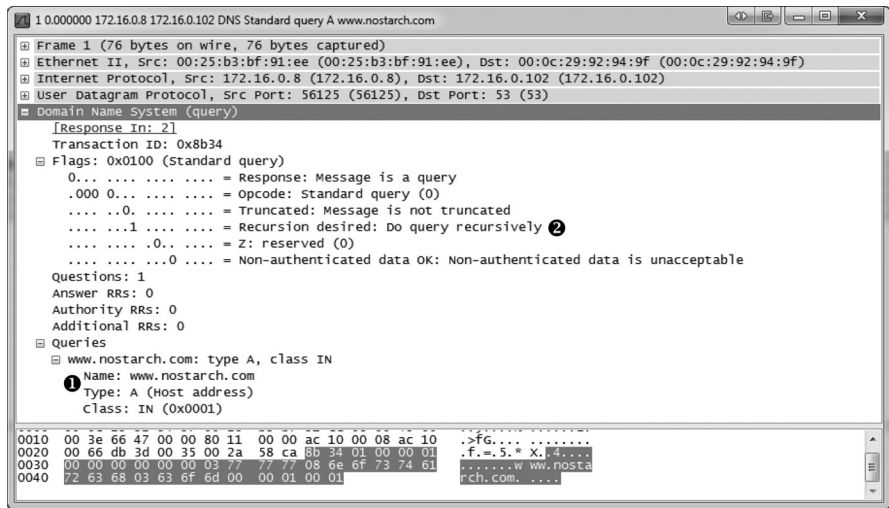 1 0.000000 172.16.0.8 172.16.0.102 DNS Standard query A www.nostarch.com
Frame 1 (76 bytes on wire, 76 bytes captured)
Ethernet II, Src: 00:25:b3:bf:91:ee (00:25:b3:bf:91:ee), Dst: 00:0c:29:92:94:9f (00:0c:29:92:94:9f)
Internet Protocol, Src: 172.16.0.8 (172.16.0.8), Dst: 172.16.0.102 (172.16.0.102)
User Datagram Protocol, Src Port: 56125 (56125), Dst Port: 53 (53)
Domain Name System (query)
[Response In: 2]
Transaction ID: 0x8b34
Flags: 0x0100 (Standard query)
0... .... .... .... = Response: Message is a query
.000 0... .... .... = Opcode: Standard query (0)
.... ..0. .... .... = Truncated: Message is not truncated
.... ...1 .... .... = Recursion desired: Do query recursively ❷
.... .... .0.. .... = Z: reserved (0)
.... .... ...0 .... = Non-authenticated data OK: Non-authenticated data is unacceptable
Questions: 1
Answer RRs: 0
Authority RRs: 0
Additional RRs: 0
Queries
www.nostarch.com: type A, class IN
❶ Name: www.nostarch.com
Type: A (Host address)
Class: IN (0x0001)
0010 00 3e 66 47 00 00 80 11 00 00 ac 10 00 08 ac 10 .>fG.... ........
0020 00 66 db 3d 00 35 00 2a 58 ca 8b 34 01 00 00 01 .f.=.5.* X..4....
0030 00 00 00 00 00 00 03 77 77 77 08 6e 6f 73 74 61 .......w ww.nosta
0040 72 63 68 03 63 6f 6d 00 00 01 00 01 rch.com. ....